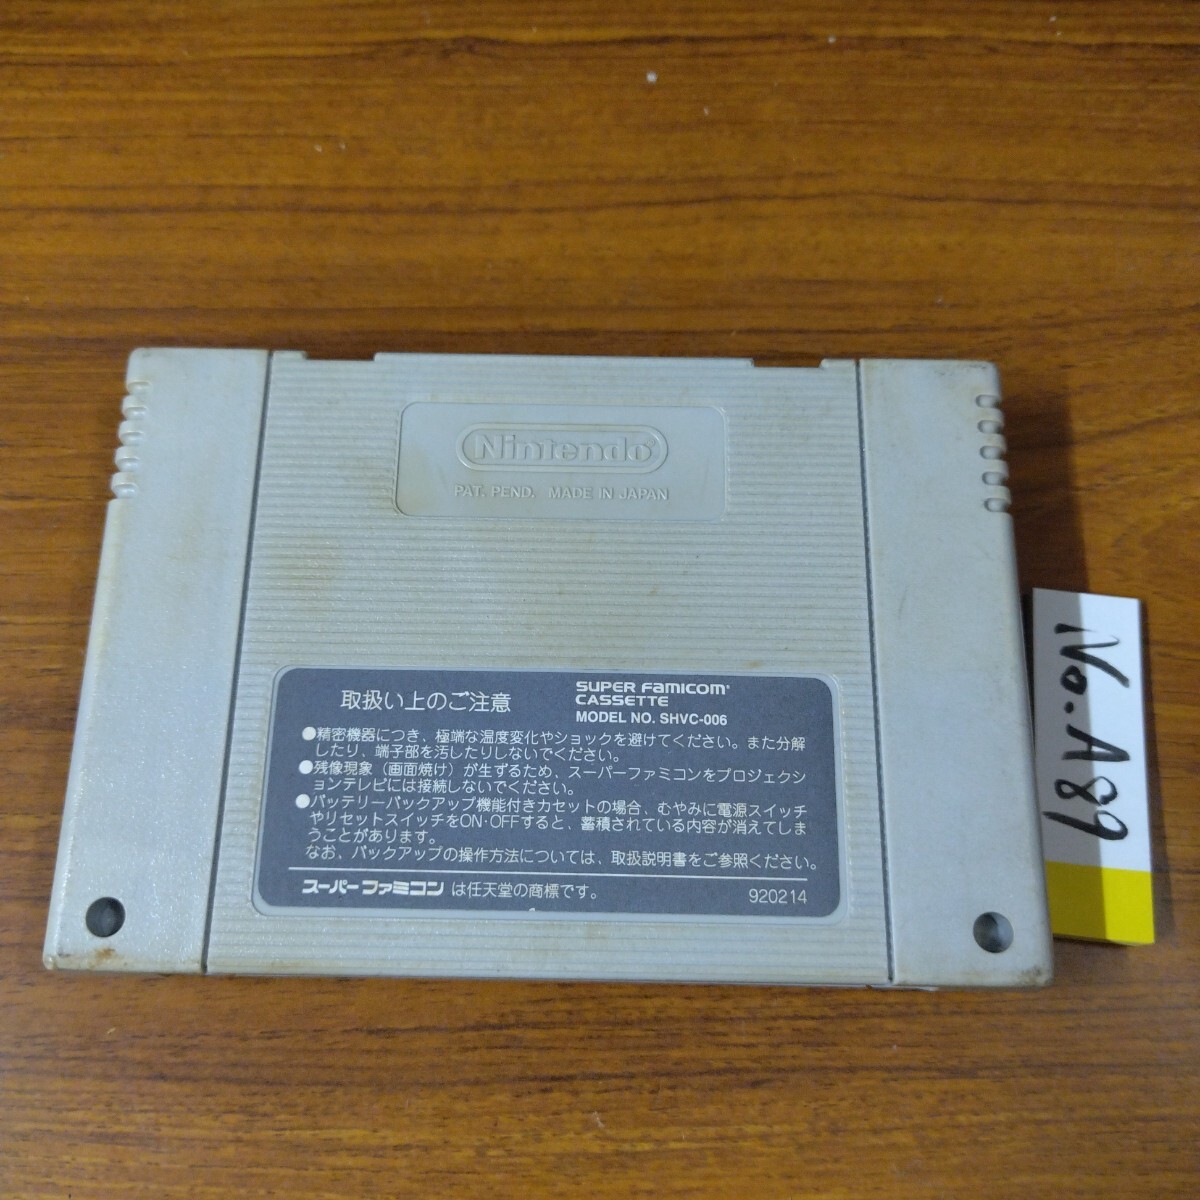 Nintendo®
PAT. PEND. MADE IN JAPAN
取扱い上のご注意
SUPER FAMICOM®
CASSETTE
MODEL NO. SHVC-006
●精密機器につき、極端な温度変化やショックを避けてください。また分解
したり、端子部を汚したりしないでください。
●残像現象（画面焼け）が生ずるため、スーパーファミコンをプロジェクシ
ョンテレビには接続しないでください。
●バッテリーバックアップ機能付きカセットの場合、むやみに電源スイッチ
やリセットスイッチをON·OFFすると、蓄積されている内容が消えてしま
うことがあります。
なお、バックアップの操作方法については、取扱説明書をご参照ください。
スーパーファミコン は任天堂の商標です。
920214
No.A89